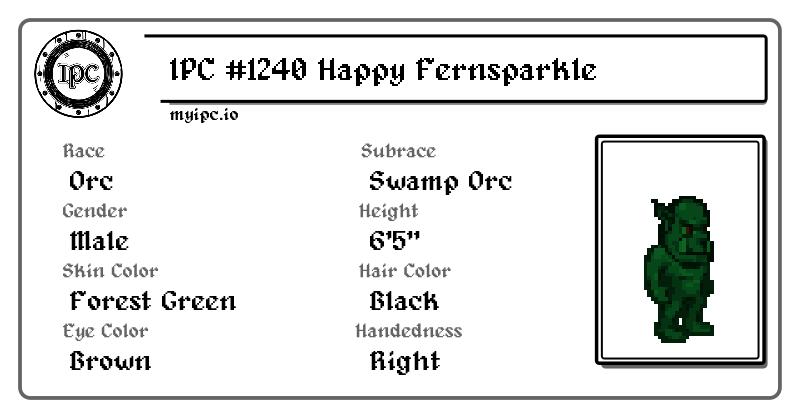 IPC
IPC #1240 Happy Fernsparkle
myipc.io
Race
Orc
Subrace
Swamp Orc
Gender
Male
Height
6'5"
Skin Color
Forest Green
Hair Color
Black
Eye Color
Brown
Handedness
Right